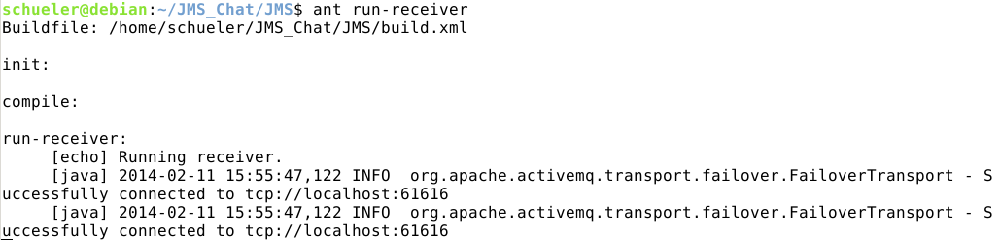 schueler@debian:~/JMS_Chat/JMS$ ant run-receiver
Buildfile: /home/schueler/JMS_Chat/JMS/build.xml
init:
compile:
run-receiver:
[echo] Running receiver.
[java] 2014-02-11 15:55:47,122 INFO  org.apache.activemq.transport.failover.FailoverTransport - S
uccessfully connected to tcp://localhost:61616
[java] 2014-02-11 15:55:47,122 INFO  org.apache.activemq.transport.failover.FailoverTransport - S
uccessfully connected to tcp://localhost:61616